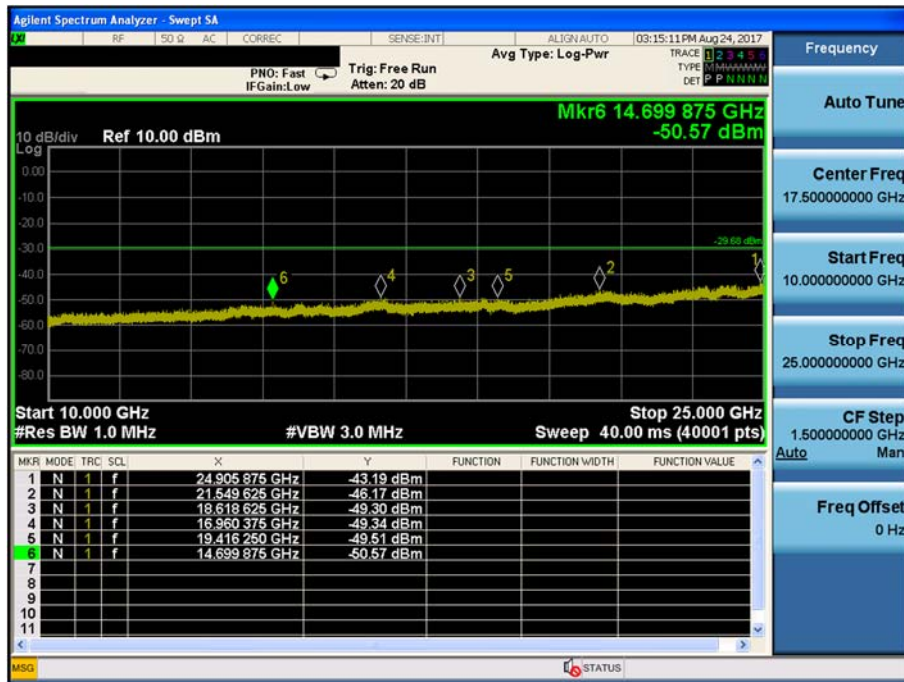 Agilent Spectrum Analyzer - Swept SA
LXI RF 50 Ω AC CORREC SENSE:INT ALIGN AUTO 03:15:11 PM Aug 24, 2017
Frequency
Avg Type: Log-Pwr
TRACE 1 2 3 4 5 6
TYPE M M W W W W
DET P P N N N N
PNO: Fast Trig: Free Run
IFGain:Low Atten: 20 dB
Auto Tune
Mkr6 14.699 875 GHz
-50.57 dBm
10 dB/div Ref 10.00 dBm
Log
0.00
-10.0
-20.0
-30.0
-40.0
-50.0
-60.0
-70.0
-80.0
-29.68 dBm
6 4 3 5 2 1
Center Freq
17.500000000 GHz
Start Freq
10.000000000 GHz
Stop Freq
25.000000000 GHz
Start 10.000 GHz Stop 25.000 GHz
#Res BW 1.0 MHz #VBW 3.0 MHz Sweep 40.00 ms (40001 pts)
CF Step
1.500000000 GHz
Auto Man
MKR MODE TRC SCL X Y FUNCTION FUNCTION WIDTH FUNCTION VALUE
1 N 1 f 24.905 875 GHz -43.19 dBm
2 N 1 f 21.549 625 GHz -46.17 dBm
3 N 1 f 18.618 625 GHz -49.30 dBm
4 N 1 f 16.960 375 GHz -49.34 dBm
5 N 1 f 19.416 250 GHz -49.51 dBm
6 N 1 f 14.699 875 GHz -50.57 dBm
7
8
9
10
11
Freq Offset
0 Hz
MSG STATUS